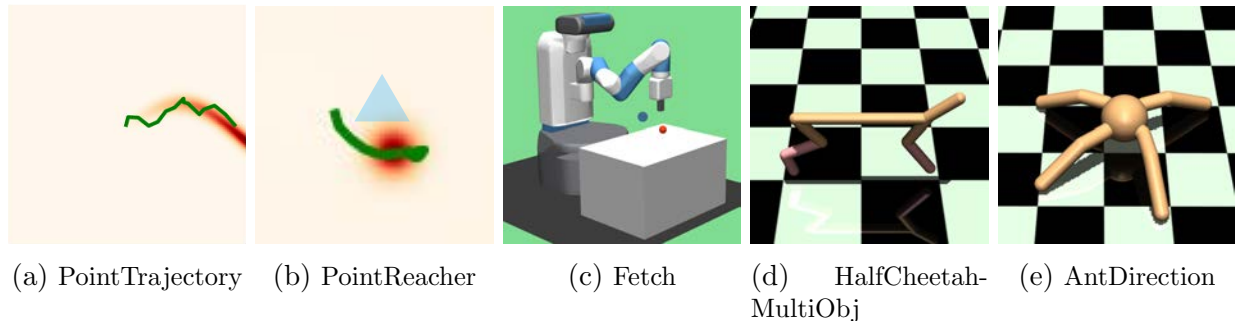 (a) PointTrajectory
(b) PointReacher
(c) Fetch
(d) HalfCheetah-
MultiObj
(e) AntDirection